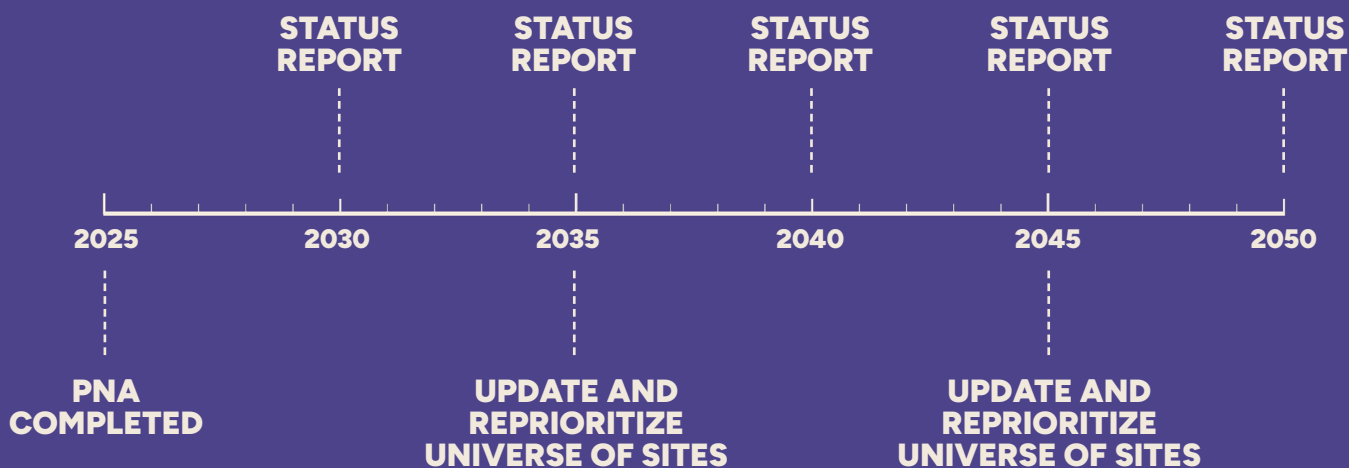 STATUS
REPORT
STATUS
REPORT
STATUS
REPORT
STATUS
REPORT
STATUS
REPORT
2025
2030
2035
2040
2045
2050
PNA
COMPLETED
UPDATE AND
REPRIORITIZE
UNIVERSE OF SITES
UPDATE AND
REPRIORITIZE
UNIVERSE OF SITES